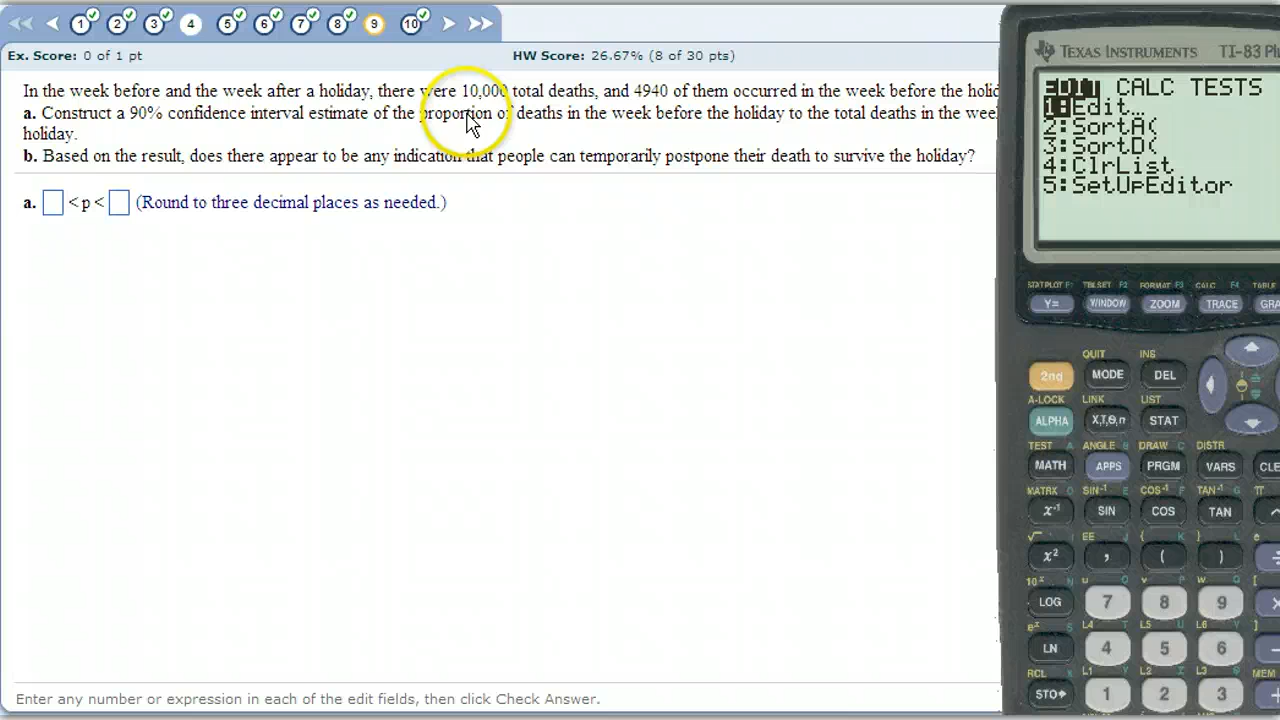 1 2 3 4 5 6 7 8 9 10
Ex. Score: 0 of 1 pt HW Score: 26.67% (8 of 30 pts)
In the week before and the week after a holiday, there were 10,000 total deaths, and 4940 of them occurred in the week before the
a. Construct a 90% confidence interval estimate of the proportion of deaths in the week before the holiday to the total deaths in the
holiday.
b. Based on the result, does there appear to be any indication that people can temporarily postpone their death to survive the holiday?
a. < p < (Round to three decimal places as needed.)
Enter any number or expression in each of the edit fields, then click Check Answer.
TEXAS INSTRUMENTS TI-83
EDIT CALC TESTS
1:Edit…
2:SortA(
3:SortD(
4:ClrList
5:SetUpEditor
STAT PLOT F1 TBLSET F2 FORMAT F3 CALC F4 TABLE
Y= WINDOW ZOOM TRACE
QUIT INS
2nd MODE DEL
A-LOCK LINK LIST
ALPHA X,T,Θ,n STAT
TEST A ANGLE B DRAW C DISTR
MATH APPS PRGM VARS
MATRX D SIN-1 E COS-1 F TAN-1 G π
x-1 SIN COS TAN ^
√ I EE J { K } L e
x² , ( ) ÷
10x N u O v P w Q [
LOG 7 8 9 ×
ex S L4 T L5 U L6 V ]
LN 4 5 6 −
RCL X L1 Y L2 Z L3 MEM
STO▸ 1 2 3 +